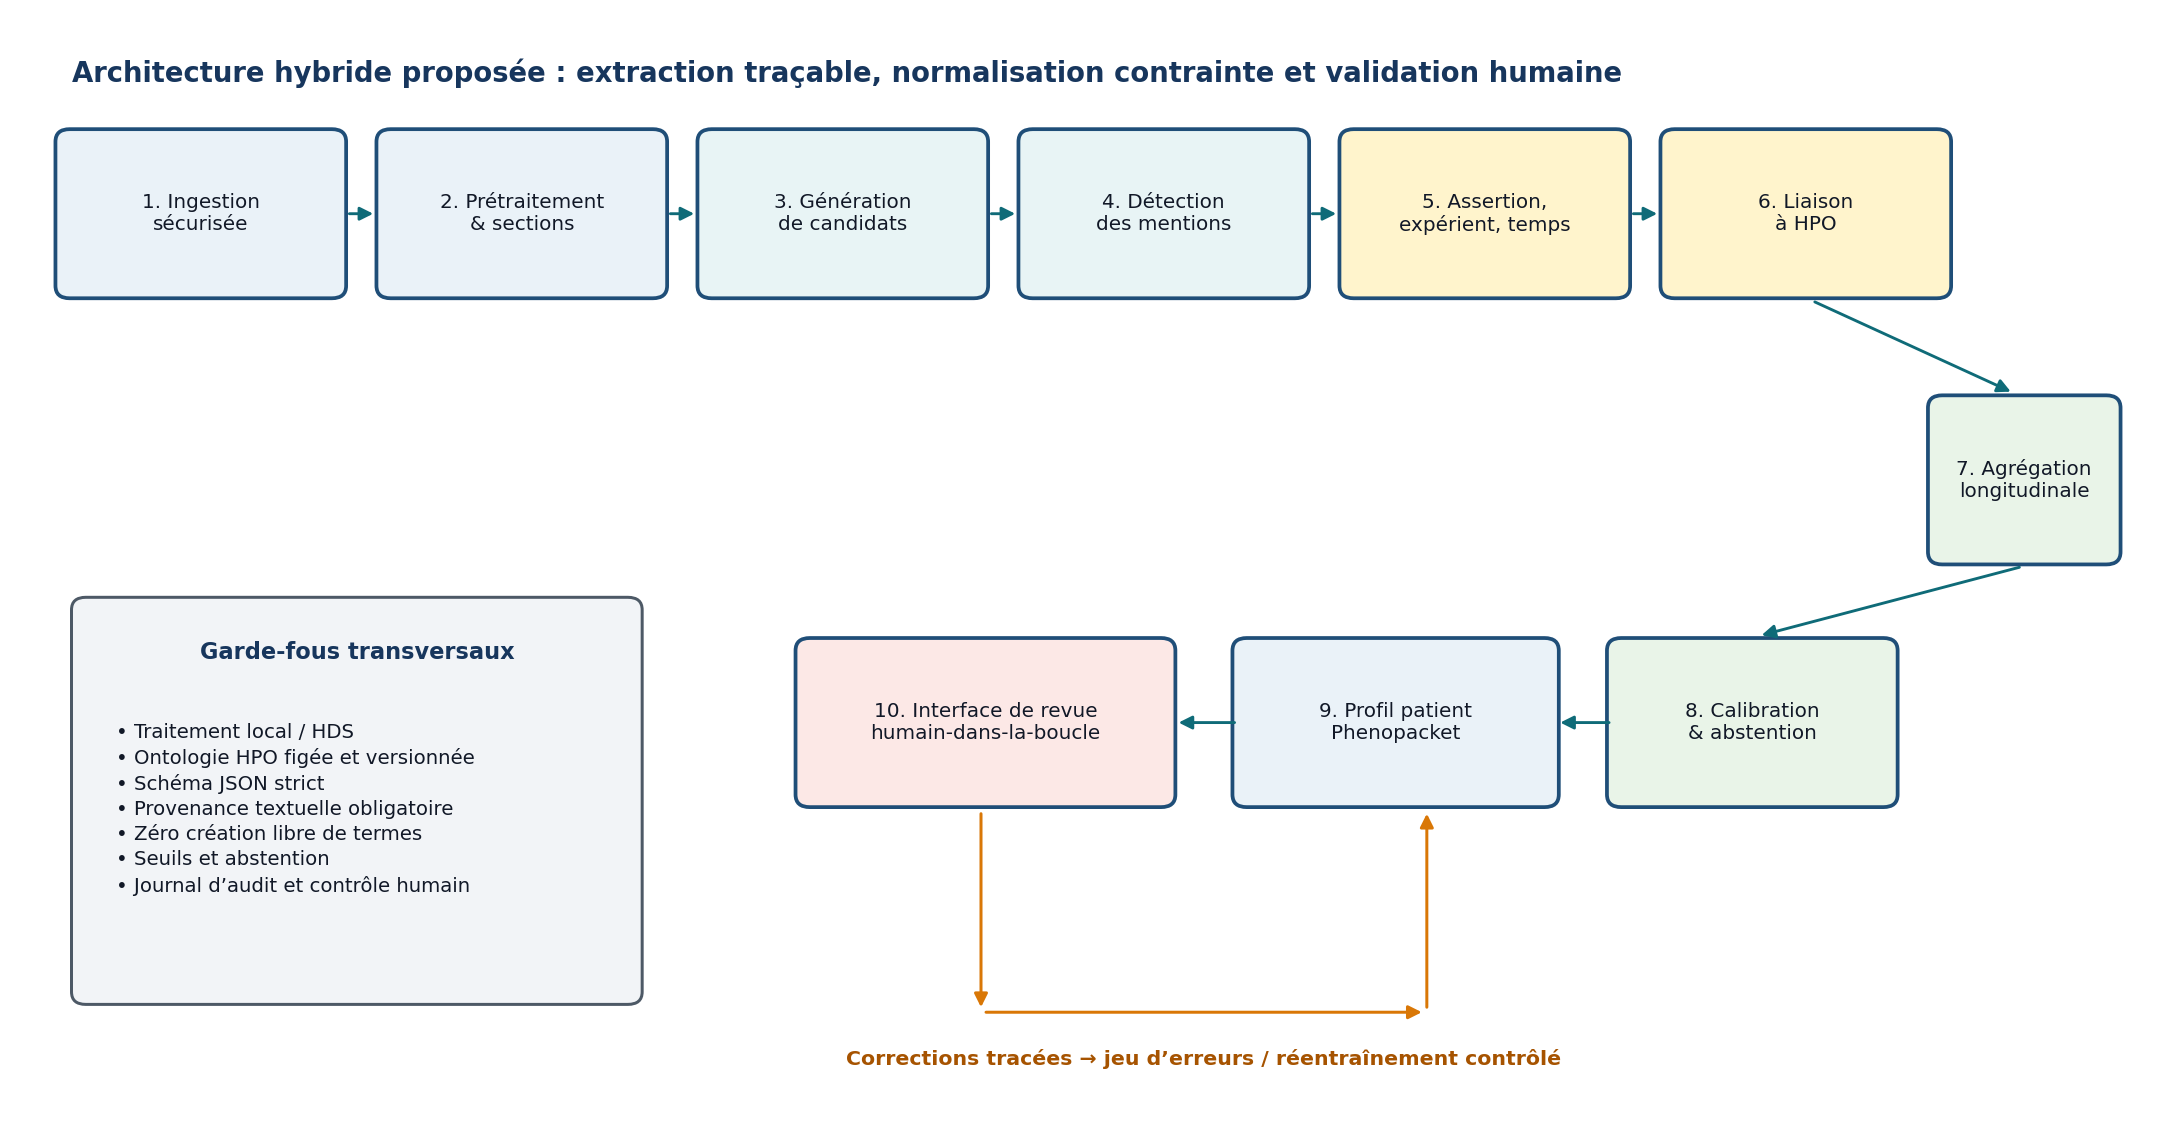 Architecture hybride proposée : extraction traçable, normalisation contrainte et validation humaine
1. Ingestion
sécurisée
2. Prétraitement
& sections
3. Génération
de candidats
4. Détection
des mentions
5. Assertion,
expérient, temps
6. Liaison
à HPO
7. Agrégation
longitudinale
8. Calibration
& abstention
9. Profil patient
Phenopacket
10. Interface de revue
humain-dans-la-boucle
Garde-fous transversaux
• Traitement local / HDS
• Ontologie HPO figée et versionnée
• Schéma JSON strict
• Provenance textuelle obligatoire
• Zéro création libre de termes
• Seuils et abstention
• Journal d’audit et contrôle humain
Corrections tracées → jeu d’erreurs / réentraînement contrôlé